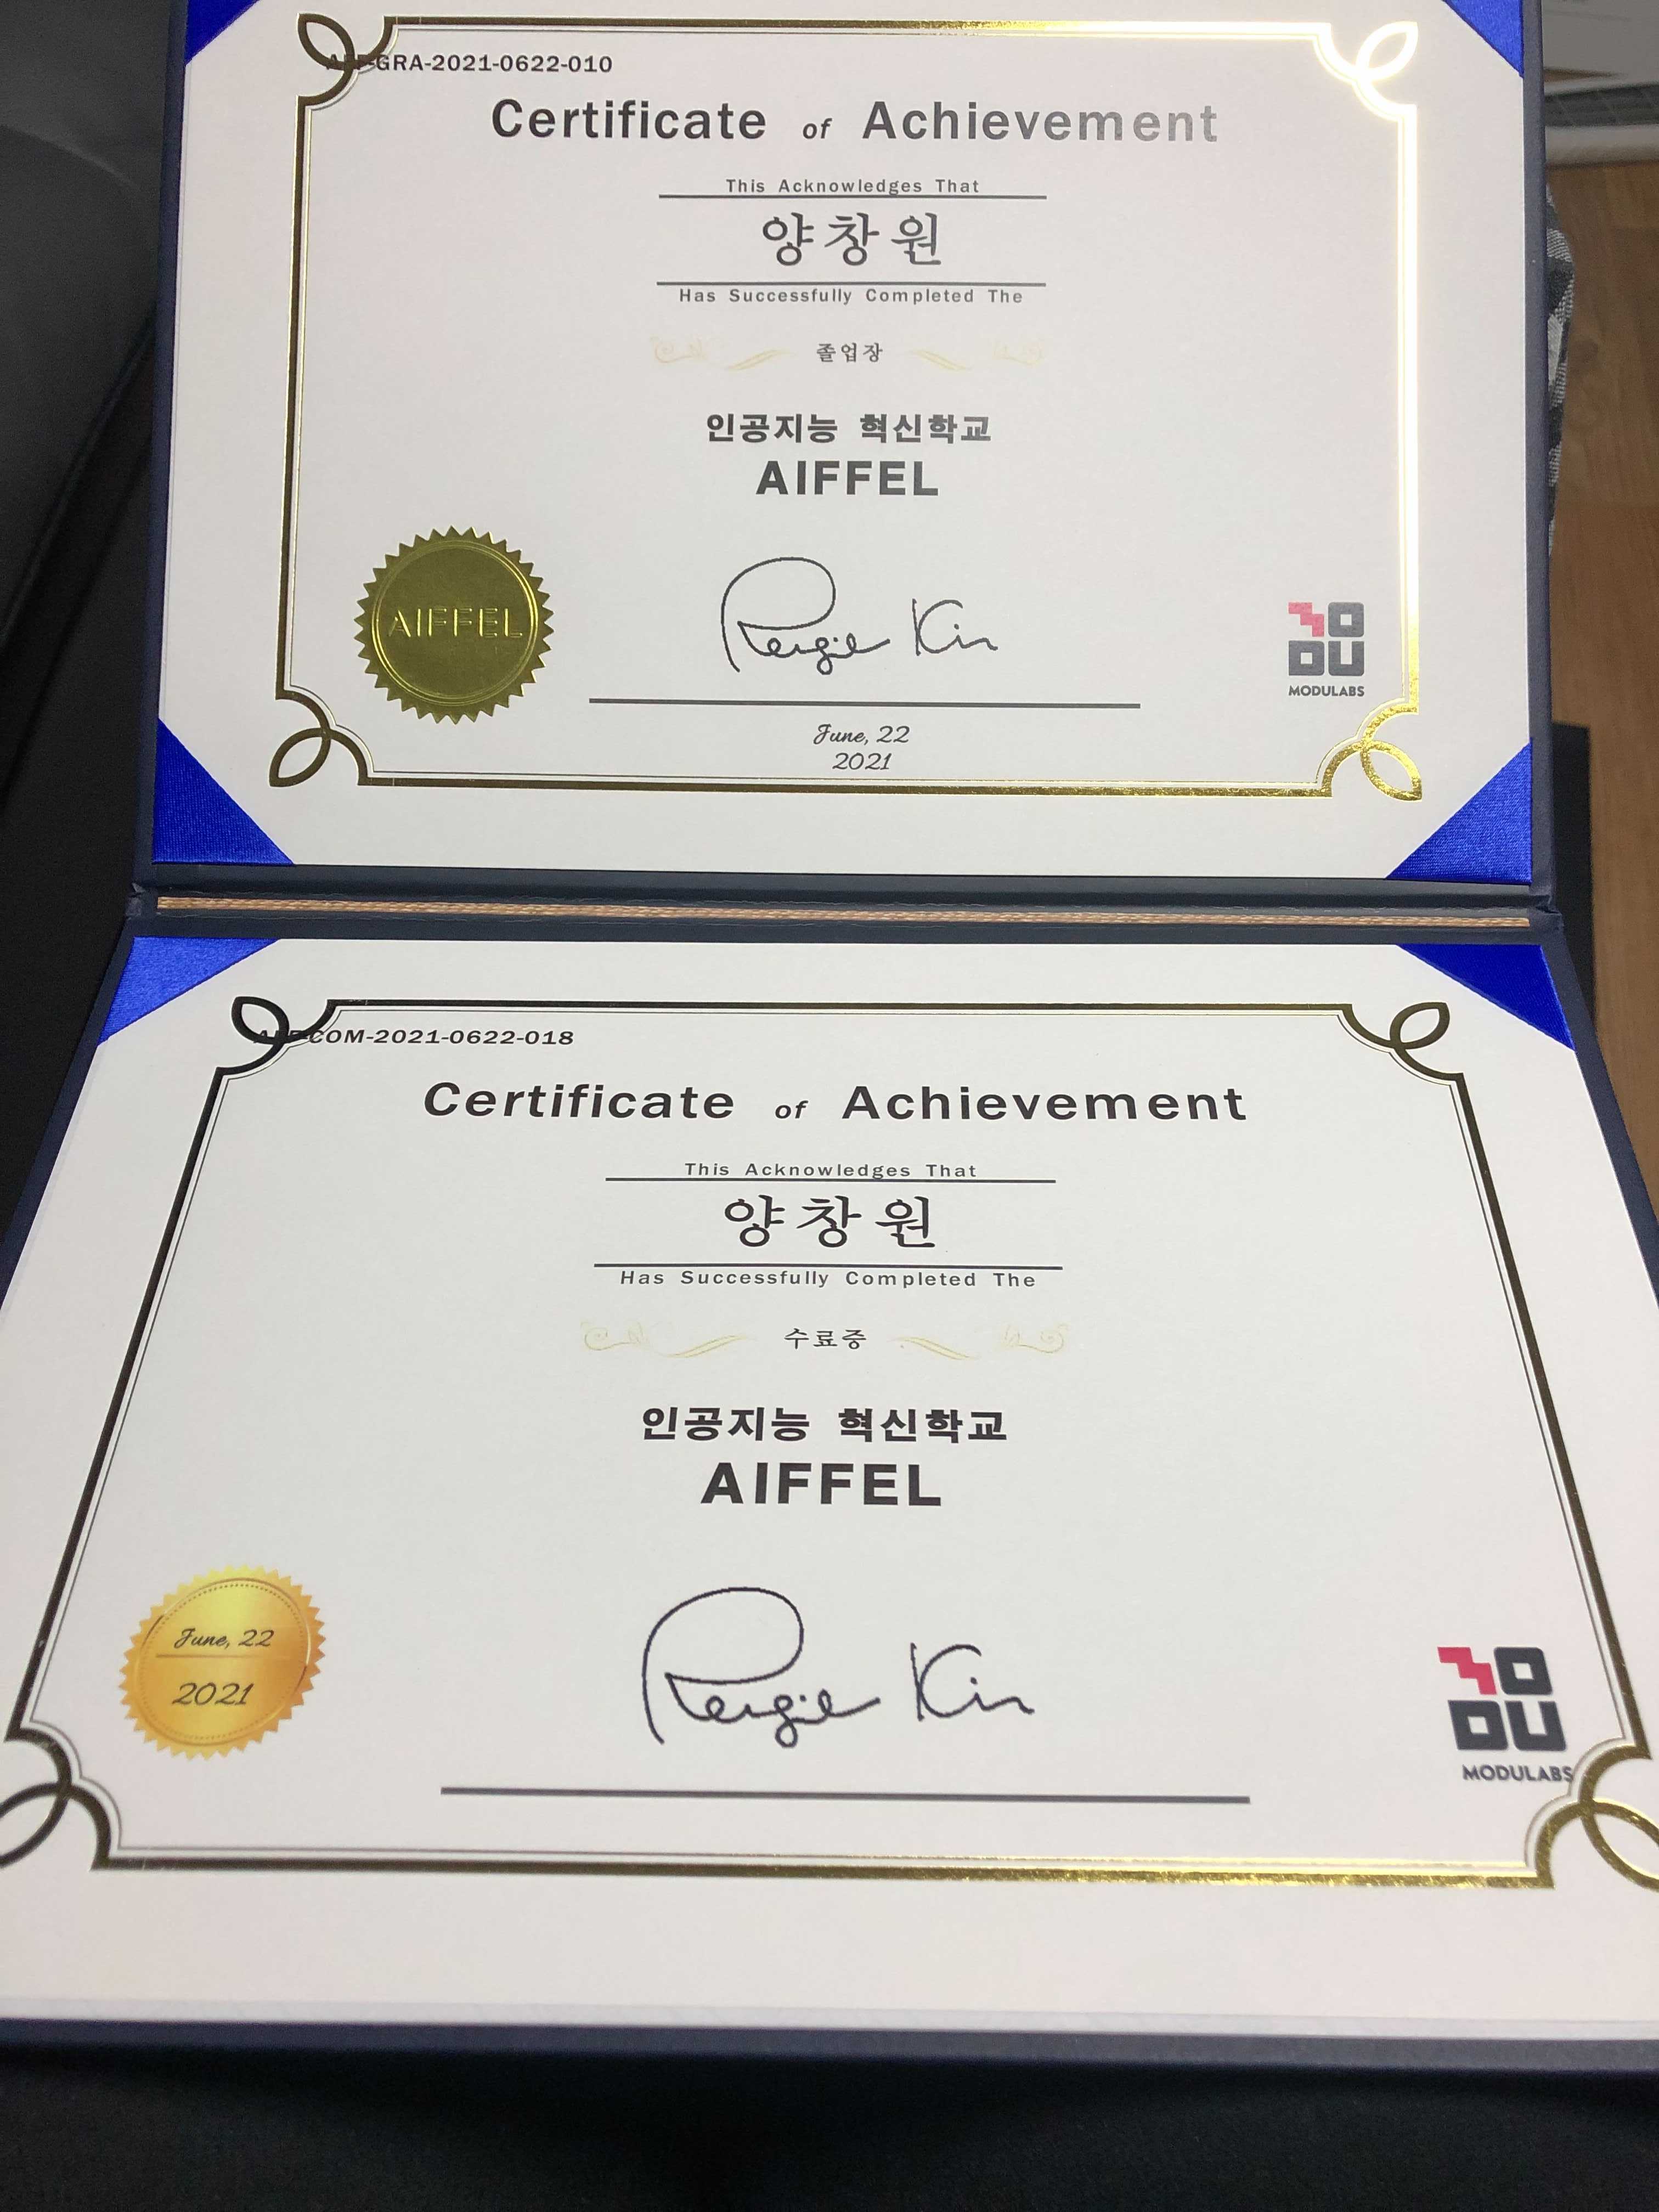 GRA-2021-0622-010
Certificate of Achievement
This Acknowledges That
양창원
Has Successfully Completed The
졸업장
인공지능 혁신학교
AIFFEL
AIFFEL
MODU
MODULABS
June, 22
2021
COM-2021-0622-018
Certificate of Achievement
This Acknowledges That
양창원
Has Successfully Completed The
수료증
인공지능 혁신학교
AIFFEL
June, 22
2021
MODU
MODULABS